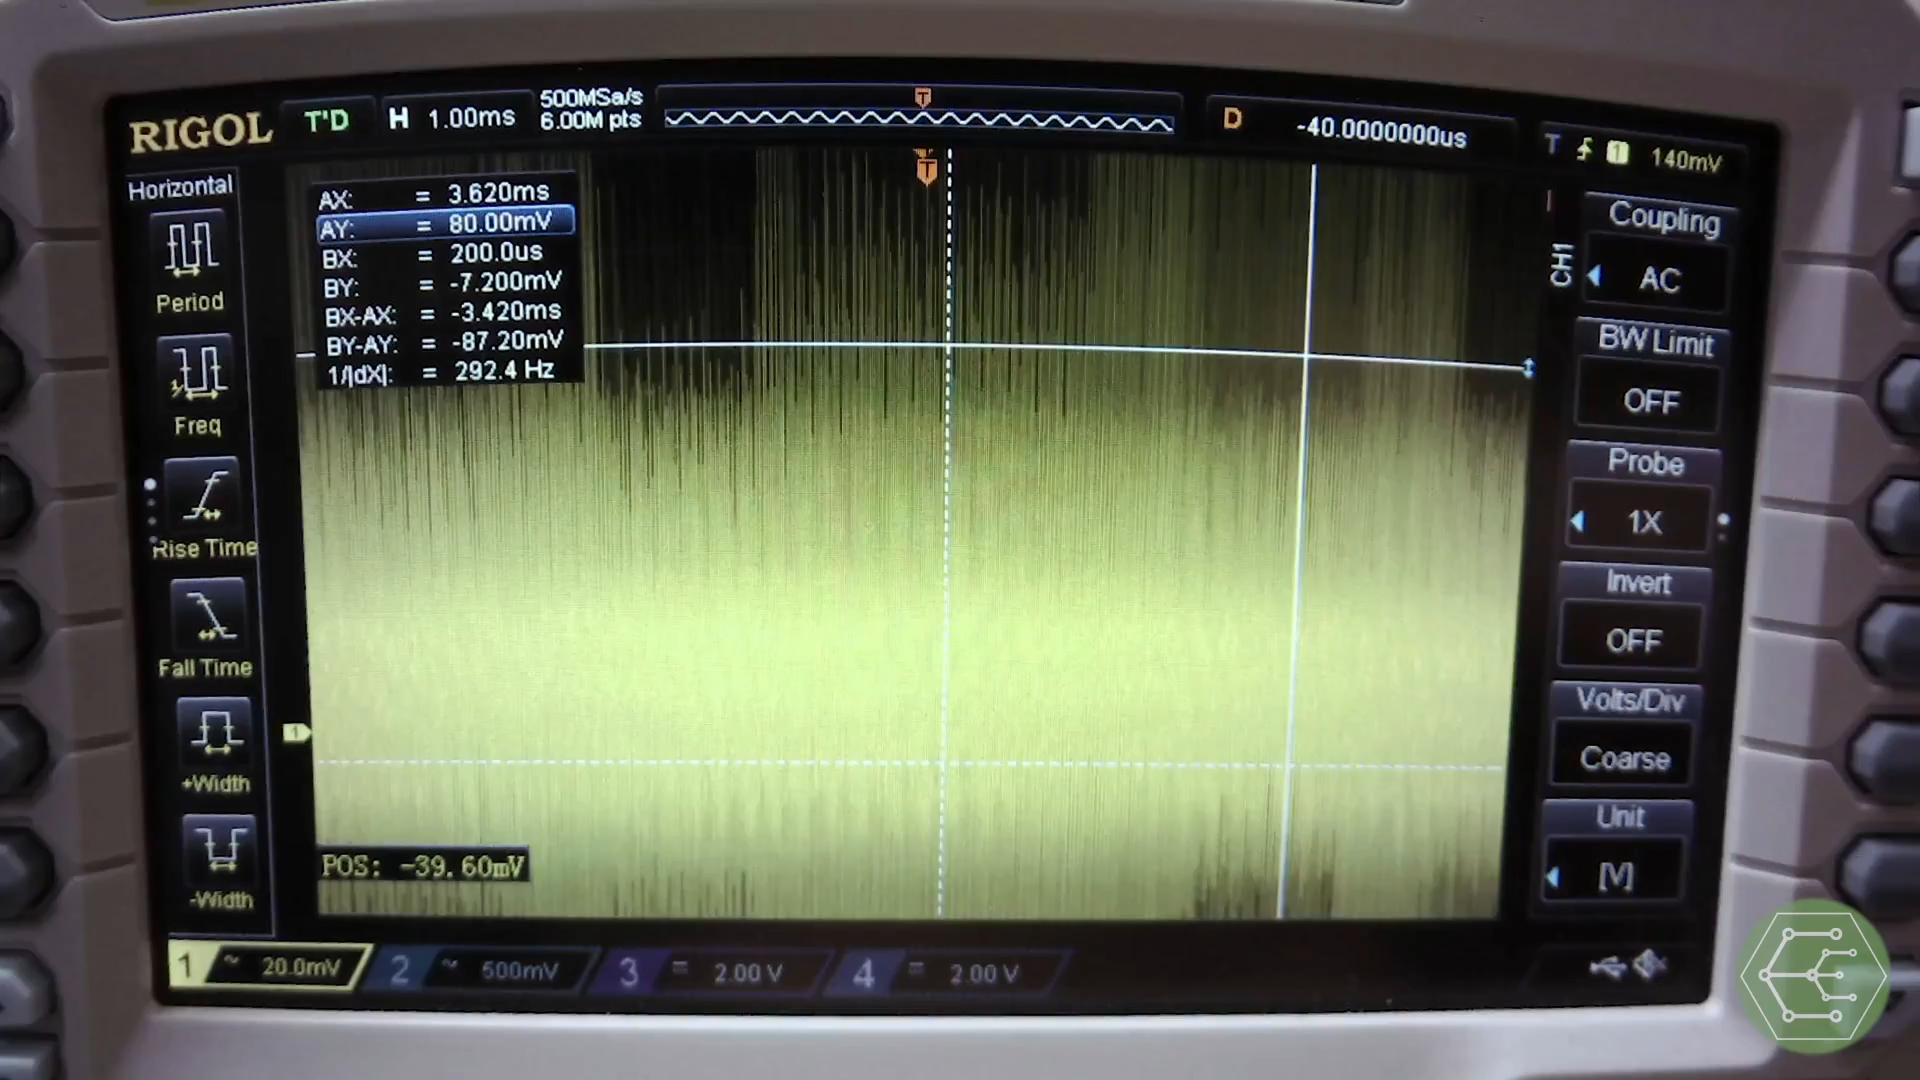 RIGOL T'D H 1.00ms 500MSa/s
6.00M pts
T
D -40.0000000us
T 1 140mV
Horizontal
Period
Freq
Rise Time
Fall Time
+Width
-Width
T
AX: = 3.620ms
AY: = 80.00mV
BX: = 200.0us
BY: = -7.200mV
BX-AX: = -3.420ms
BY-AY: = -87.20mV
1/|dX|: = 292.4 Hz
1
POS: -39.60mV
CH1
Coupling
AC
BW Limit
OFF
Probe
1X
Invert
OFF
Volts/Div
Coarse
Unit
[V]
1 ~ 20.0mV 2 ~ 500mV 3 = 2.00 V 4 = 2.00 V